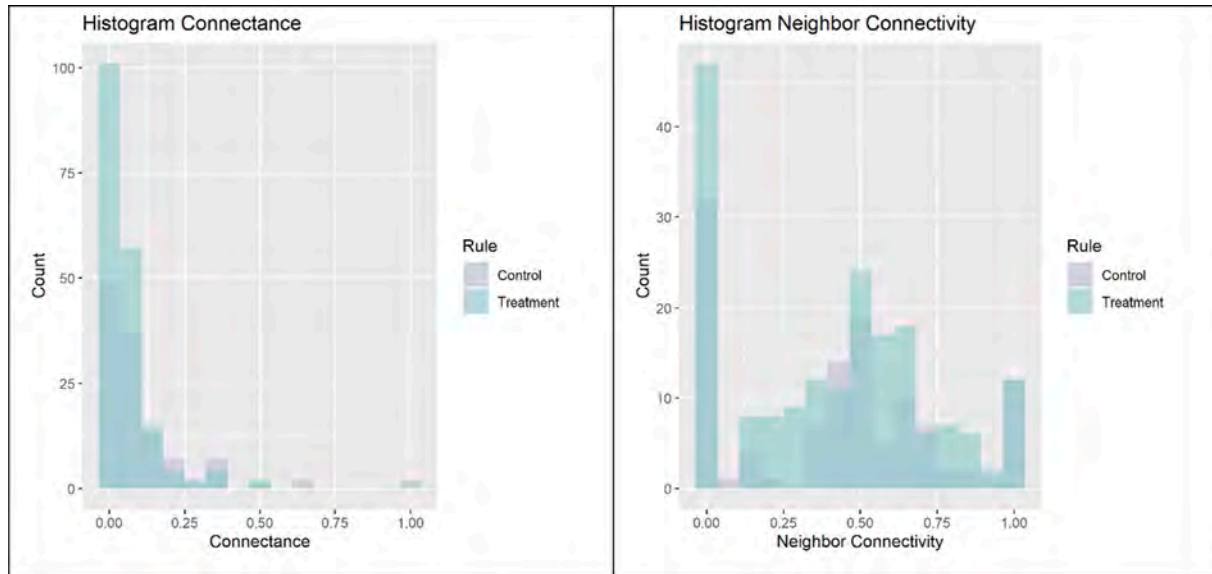 Histogram Connectance
100
75
50
25
0
Count
0.00 0.25 0.50 0.75 1.00
Connectance
Rule
Control
Treatment
Histogram Neighbor Connectivity
40
30
20
10
0
Count
0.00 0.25 0.50 0.75 1.00
Neighbor Connectivity
Rule
Control
Treatment